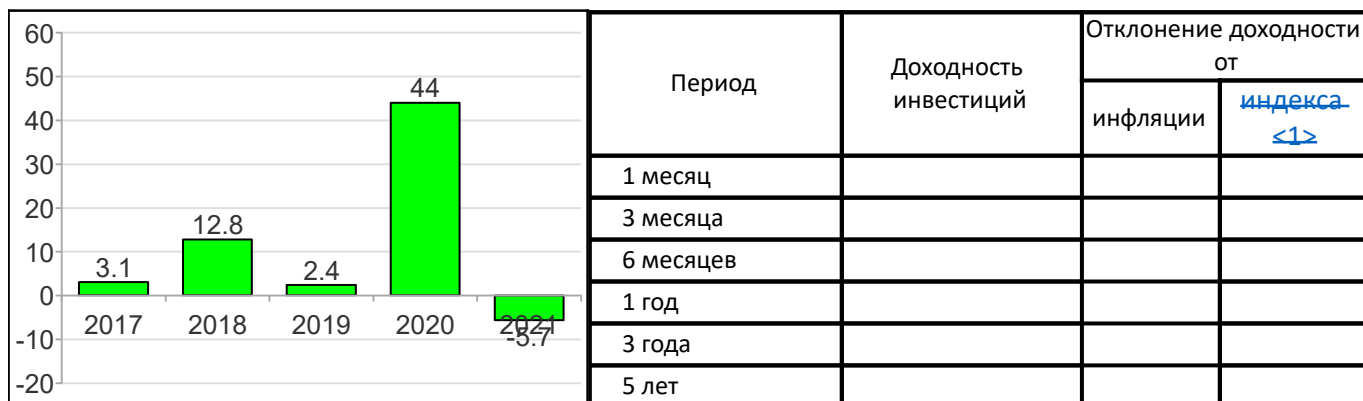 60
50
40
30
20
10
0
-10
-20
3.1
12.8
2.4
44
-5.7
2017
2018
2019
2020
2021
Период
Доходность
инвестиций
Отклонение доходности
от
инфляции
индекса
<1>
1 месяц
3 месяца
6 месяцев
1 год
3 года
5 лет